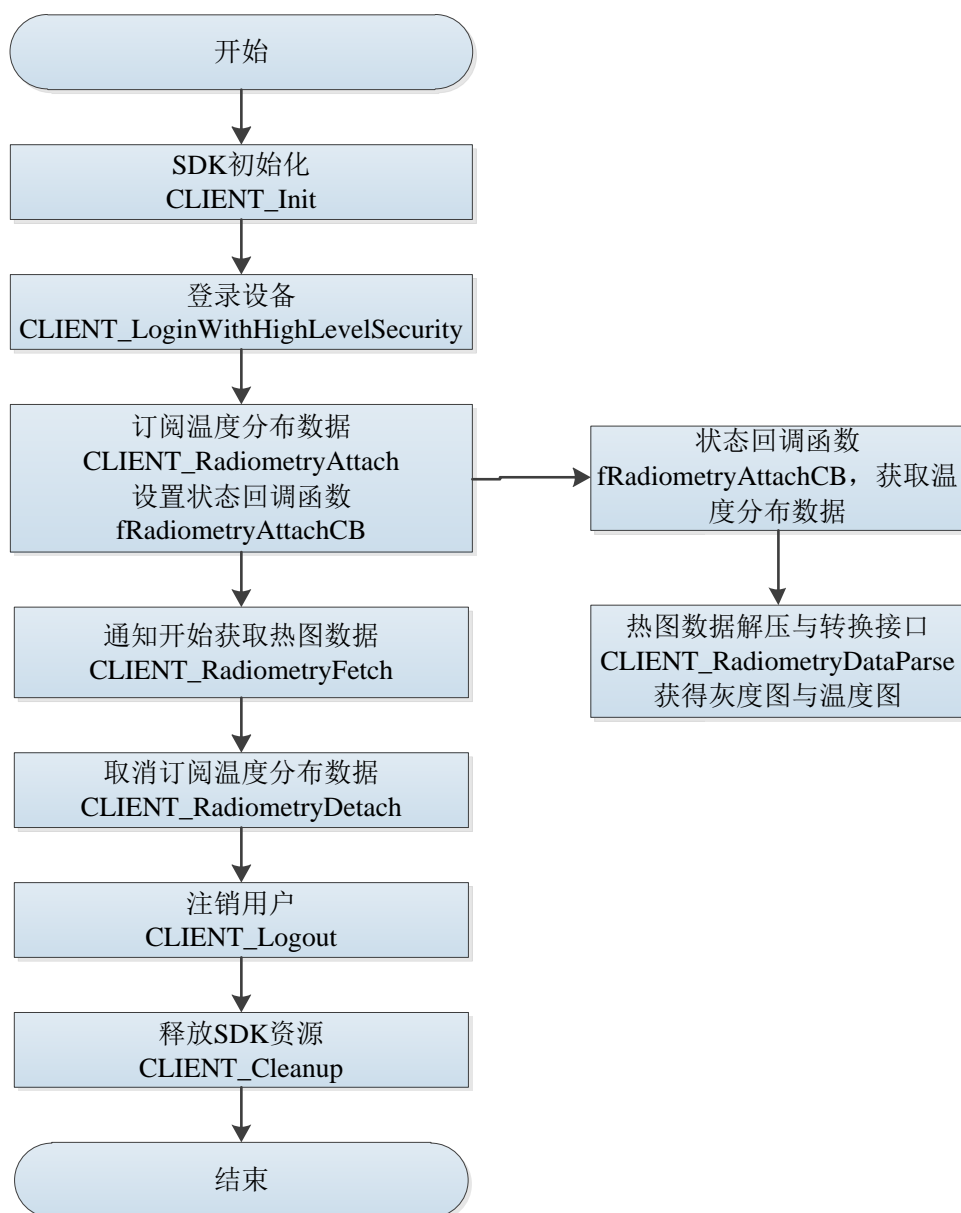 开始
SDK初始化
CLIENT_Init
登录设备
CLIENT_LoginWithHighLevelSecurity
订阅温度分布数据
CLIENT_RadiometryAttach
设置状态回调函数
fRadiometryAttachCB
状态回调函数
fRadiometryAttachCB，获取温
度分布数据
通知开始获取热图数据
CLIENT_RadiometryFetch
热图数据解压与转换接口
CLIENT_RadiometryDataParse
获得灰度图与温度图
取消订阅温度分布数据
CLIENT_RadiometryDetach
注销用户
CLIENT_Logout
释放SDK资源
CLIENT_Cleanup
结束